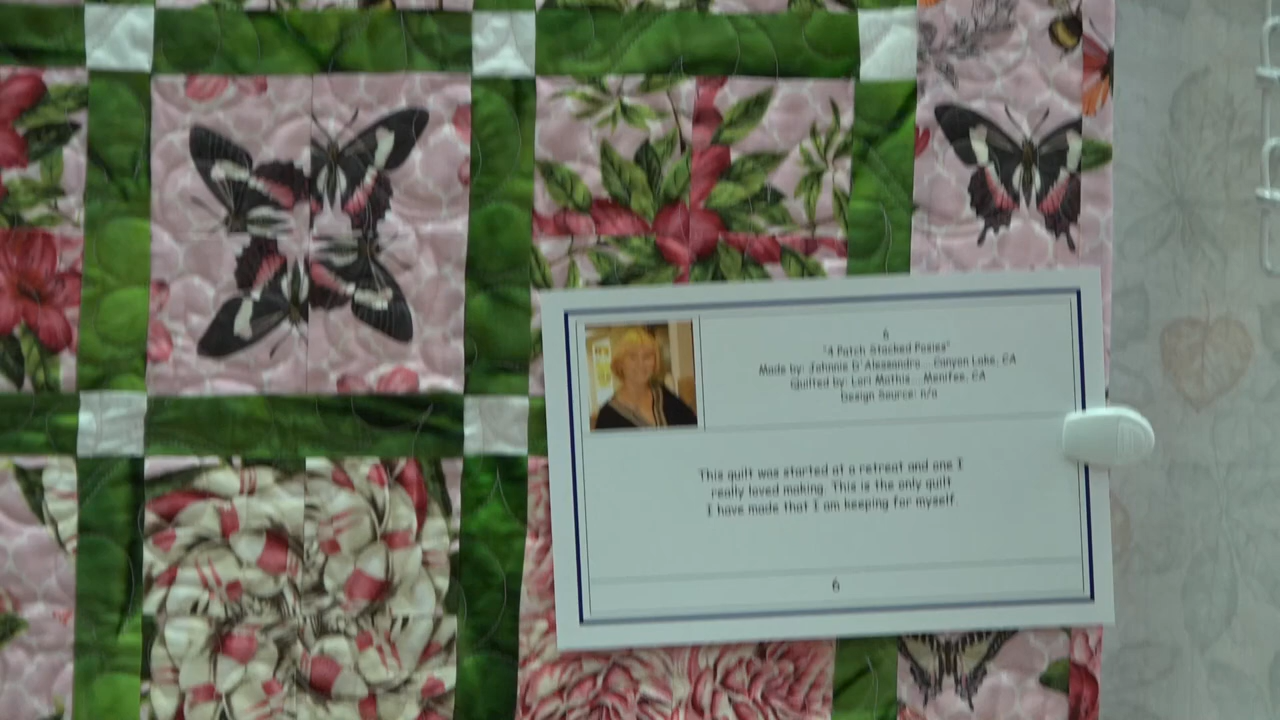 6
"4 Patch Stacked Posies"
Made by: Johnnie D'Alessandro ... Canyon Lake, CA
Quilted by: Lori Mathis ... Menifee, CA
Design Source: n/a
This quilt was started at a retreat and one I
really loved making. This is the only quilt
I have made that I am keeping for myself.
6